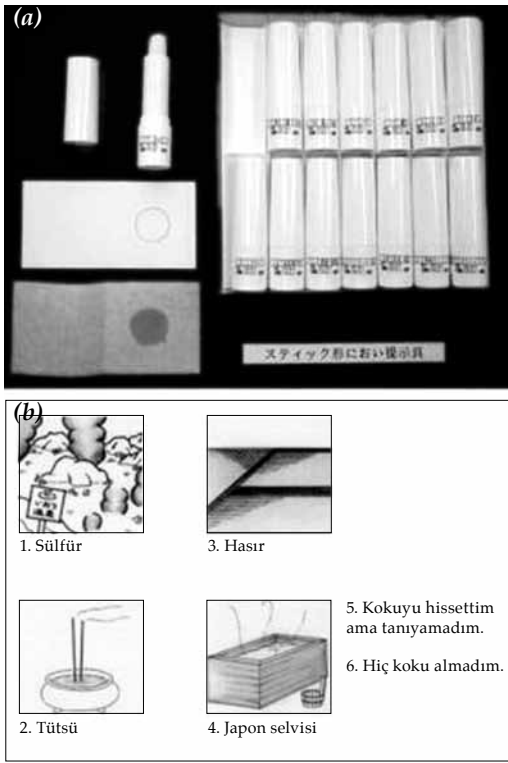 (a)
スティック形におい提示具
(b)
1. Sülfür
3. Hasır
2. Tütsü
4. Japon selvisi
5. Kokuyu hissettim
ama tanıyamadım.
6. Hiç koku almadım.